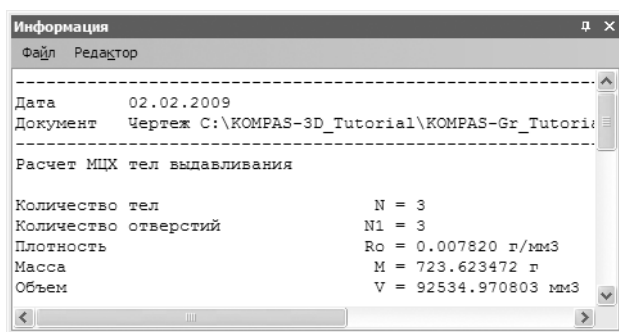 Информация
Файл Редактор
Дата 02.02.2009
Документ Чертеж C:\KOMPAS-3D_Tutorial\KOMPAS-Gr_Tutoria
Расчет МЦХ тел выдавливания
Количество тел N = 3
Количество отверстий N1 = 3
Плотность Ro = 0.007820 г/мм3
Масса M = 723.623472 г
Объем V = 92534.970803 мм3